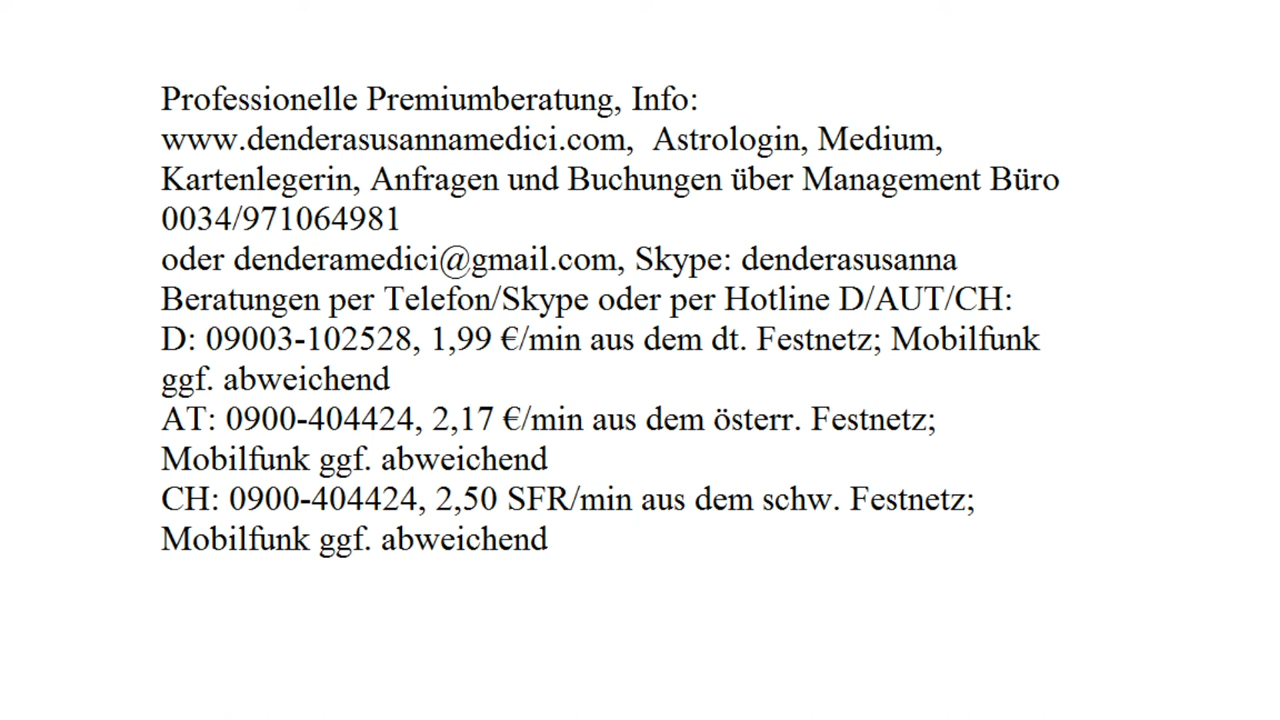 Professionelle Premiumberatung, Info:
www.denderasusannamedici.com,  Astrologin, Medium,
Kartenlegerin, Anfragen und Buchungen über Management Büro
0034/971064981
oder denderamedici@gmail.com, Skype: denderasusanna
Beratungen per Telefon/Skype oder per Hotline D/AUT/CH:
D: 09003-102528, 1,99 €/min aus dem dt. Festnetz; Mobilfunk
ggf. abweichend
AT: 0900-404424, 2,17 €/min aus dem österr. Festnetz;
Mobilfunk ggf. abweichend
CH: 0900-404424, 2,50 SFR/min aus dem schw. Festnetz;
Mobilfunk ggf. abweichend